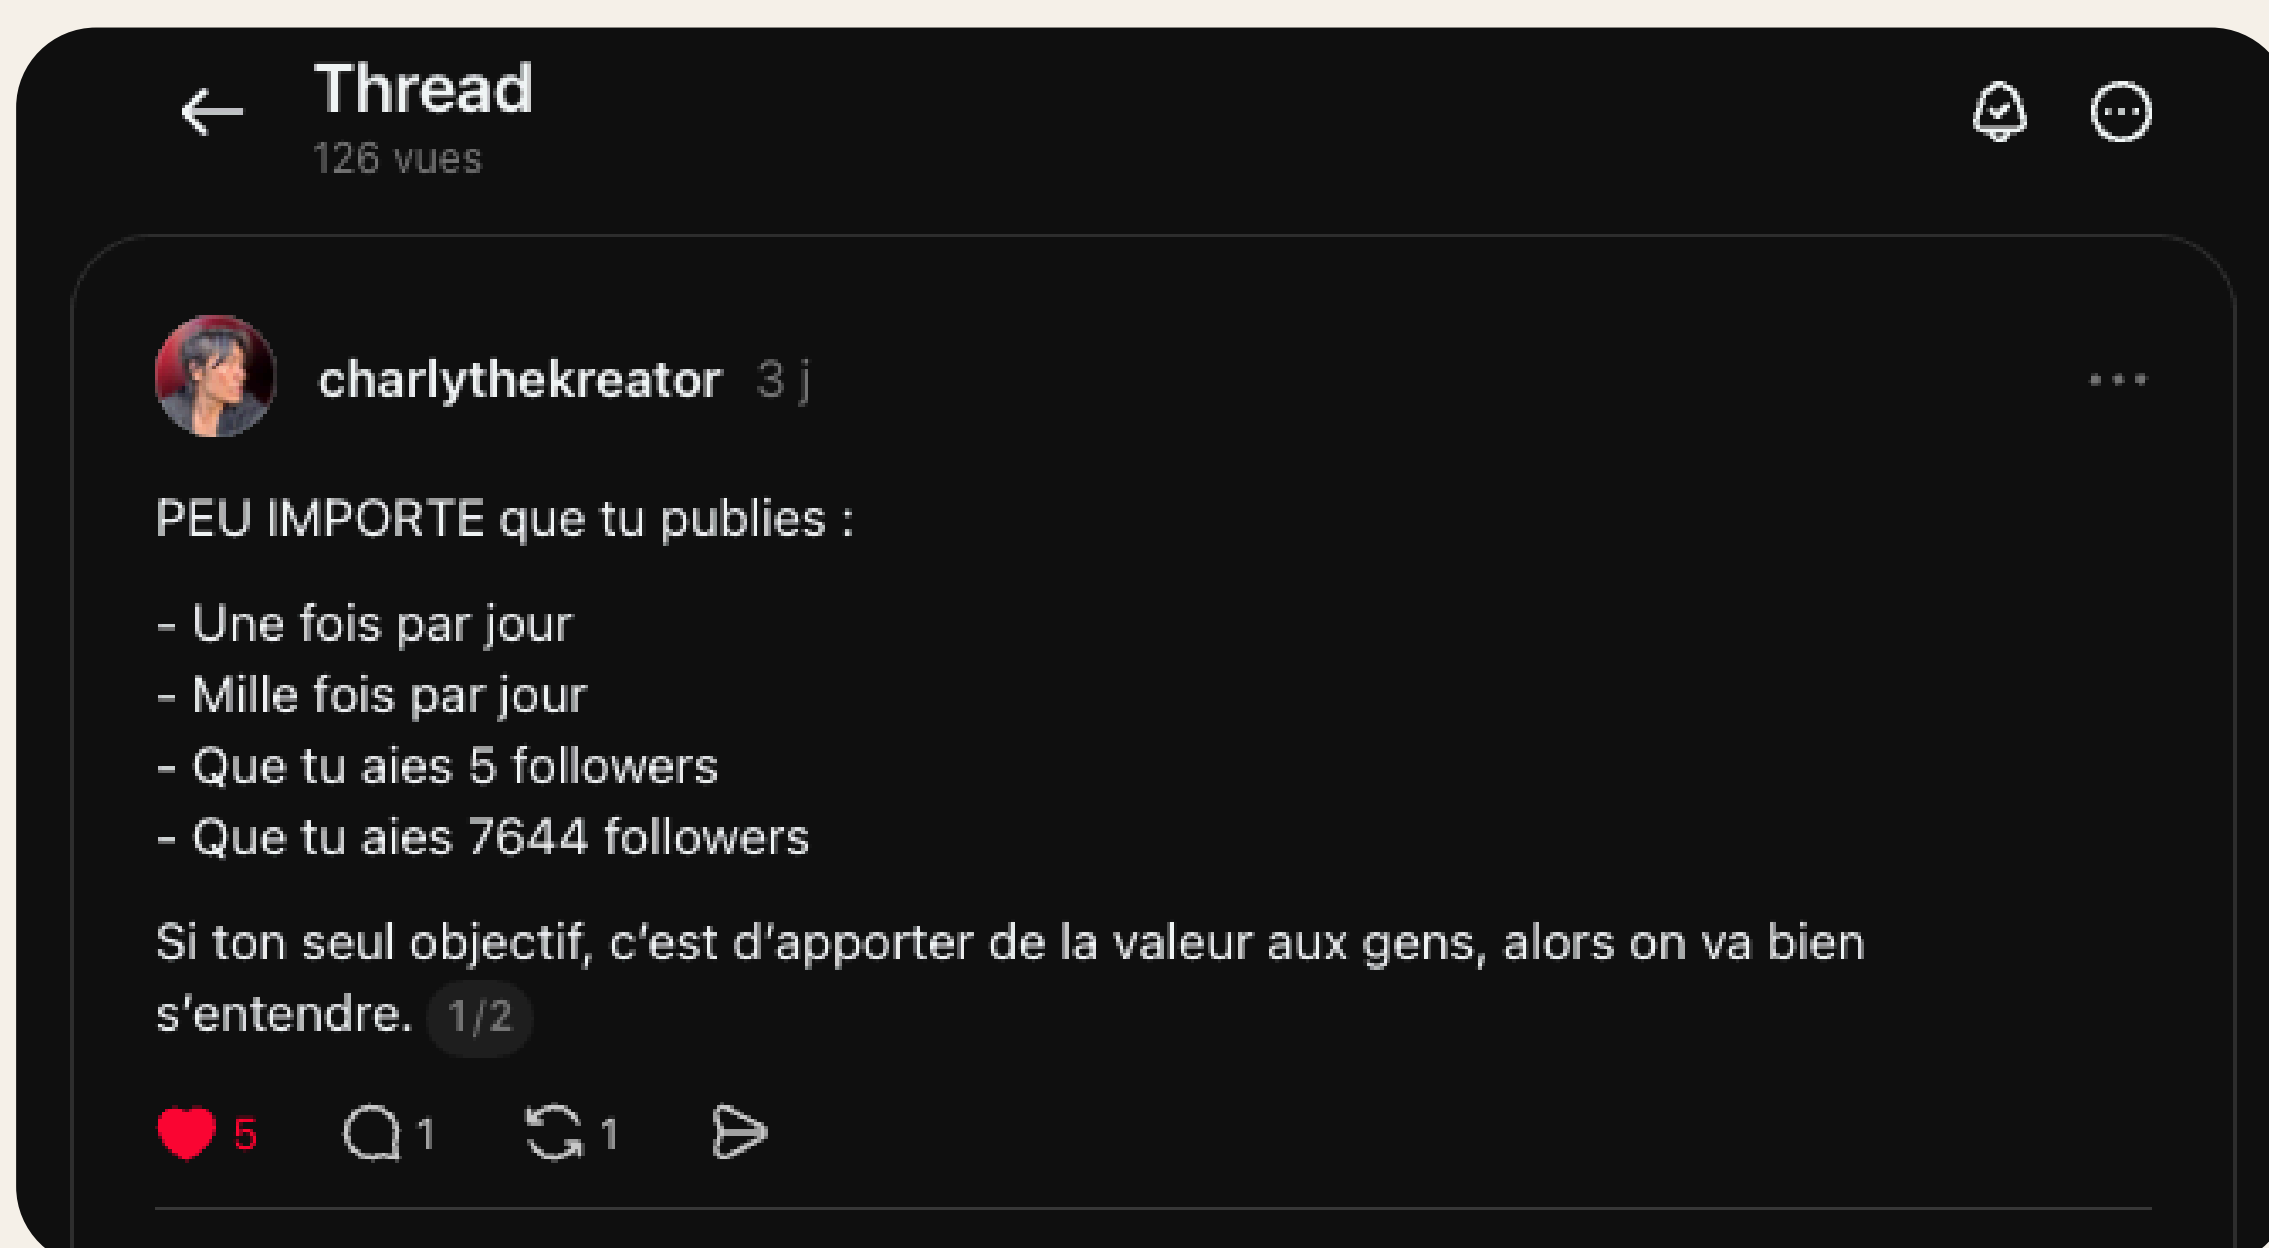 Thread
126 vues
charlythekreator 3 j
PEU IMPORTE que tu publies :
- Une fois par jour
- Mille fois par jour
- Que tu aies 5 followers
- Que tu aies 7644 followers
Si ton seul objectif, c’est d’apporter de la valeur aux gens, alors on va bien
s’entendre. 1/2
5 1 1